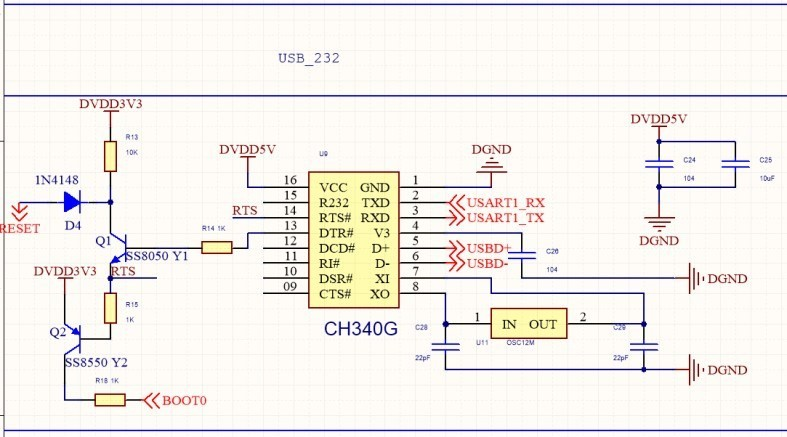 USB_232
DVDD3V3
R13
10K
1N4148
D4
RESET
Q1
SS8050 Y1
R14 1K
RTS
DVDD3V3
R15
1K
Q2
SS8550 Y2
R18 1K
BOOT0
DVDD5V
U9
DGND
16 VCC GND 1
15 R232 TXD 2 USART1_RX
RTS 14 RTS# RXD 3 USART1_TX
13 DTR# V3 4
12 DCD# D+ 5 USBD+
11 RI# D- 6 USBD-
10 DSR# XI 7
09 CTS# XO 8
CH340G
C26
104
DGND
C28
22pF
1 IN OUT 2
U11 OSC12M
C29
22pF
DGND
DVDD5V
C24
104
C25
10uF
DGND